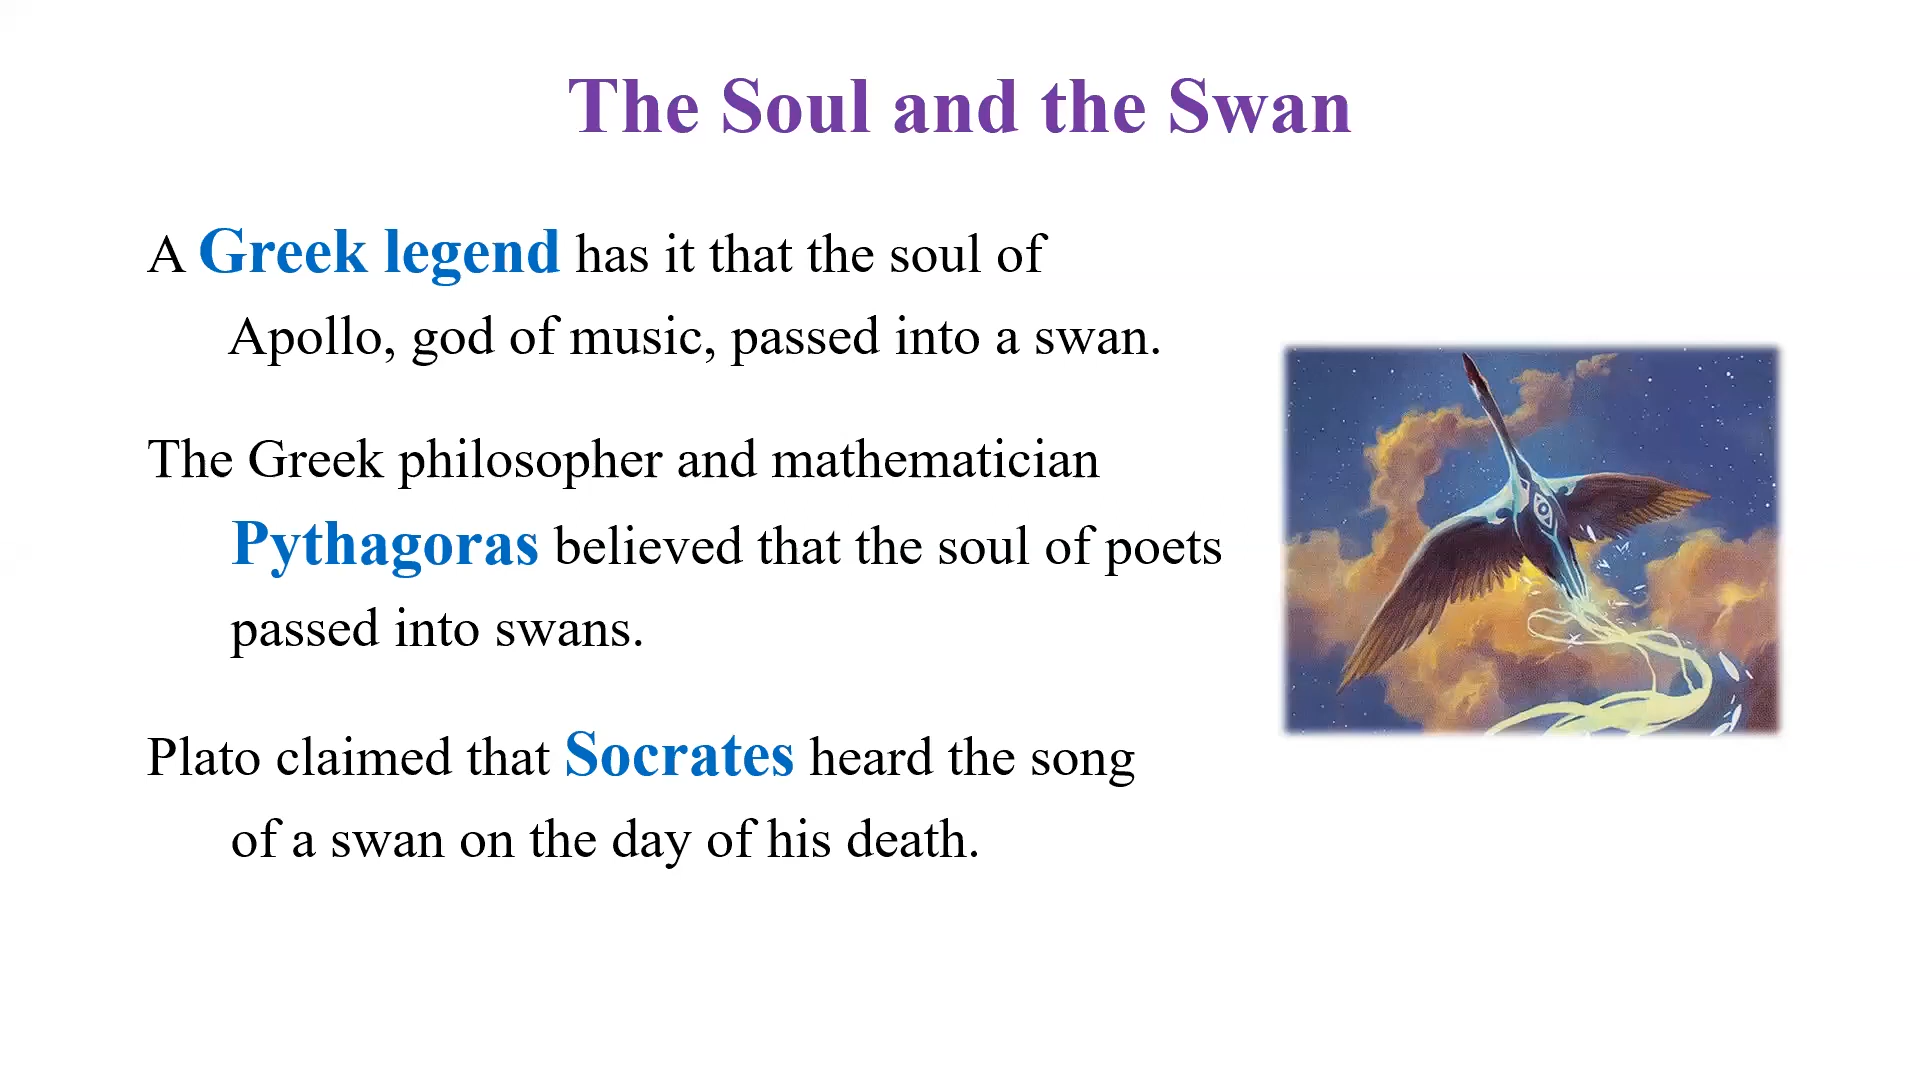 The Soul and the Swan
A Greek legend has it that the soul of
Apollo, god of music, passed into a swan.
The Greek philosopher and mathematician
Pythagoras believed that the soul of poets
passed into swans.
Plato claimed that Socrates heard the song
of a swan on the day of his death.